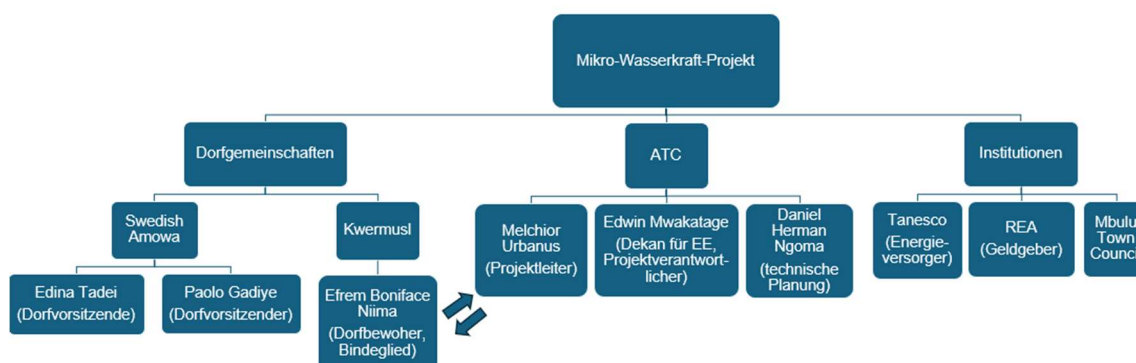 Mikro-Wasserkraft-Projekt
Dorfgemeinschaften
ATC
Institutionen
Swedish
Amowa
Kwermusl
Melchior
Urbanus
(Projektleiter)
Edwin Mwakatage
(Dekan für EE,
Projektverantwort-
licher)
Daniel
Herman
Ngoma
(technische
Planung)
Tanesco
(Energie-
versorger)
REA
(Geldgeber)
Mbulu
Town
Council
Edina Tadei
(Dorfvorsitzende)
Paolo Gadiye
(Dorfvorsitzender)
Efrem Boniface
Niima
(Dorfbewoher,
Bindeglied)